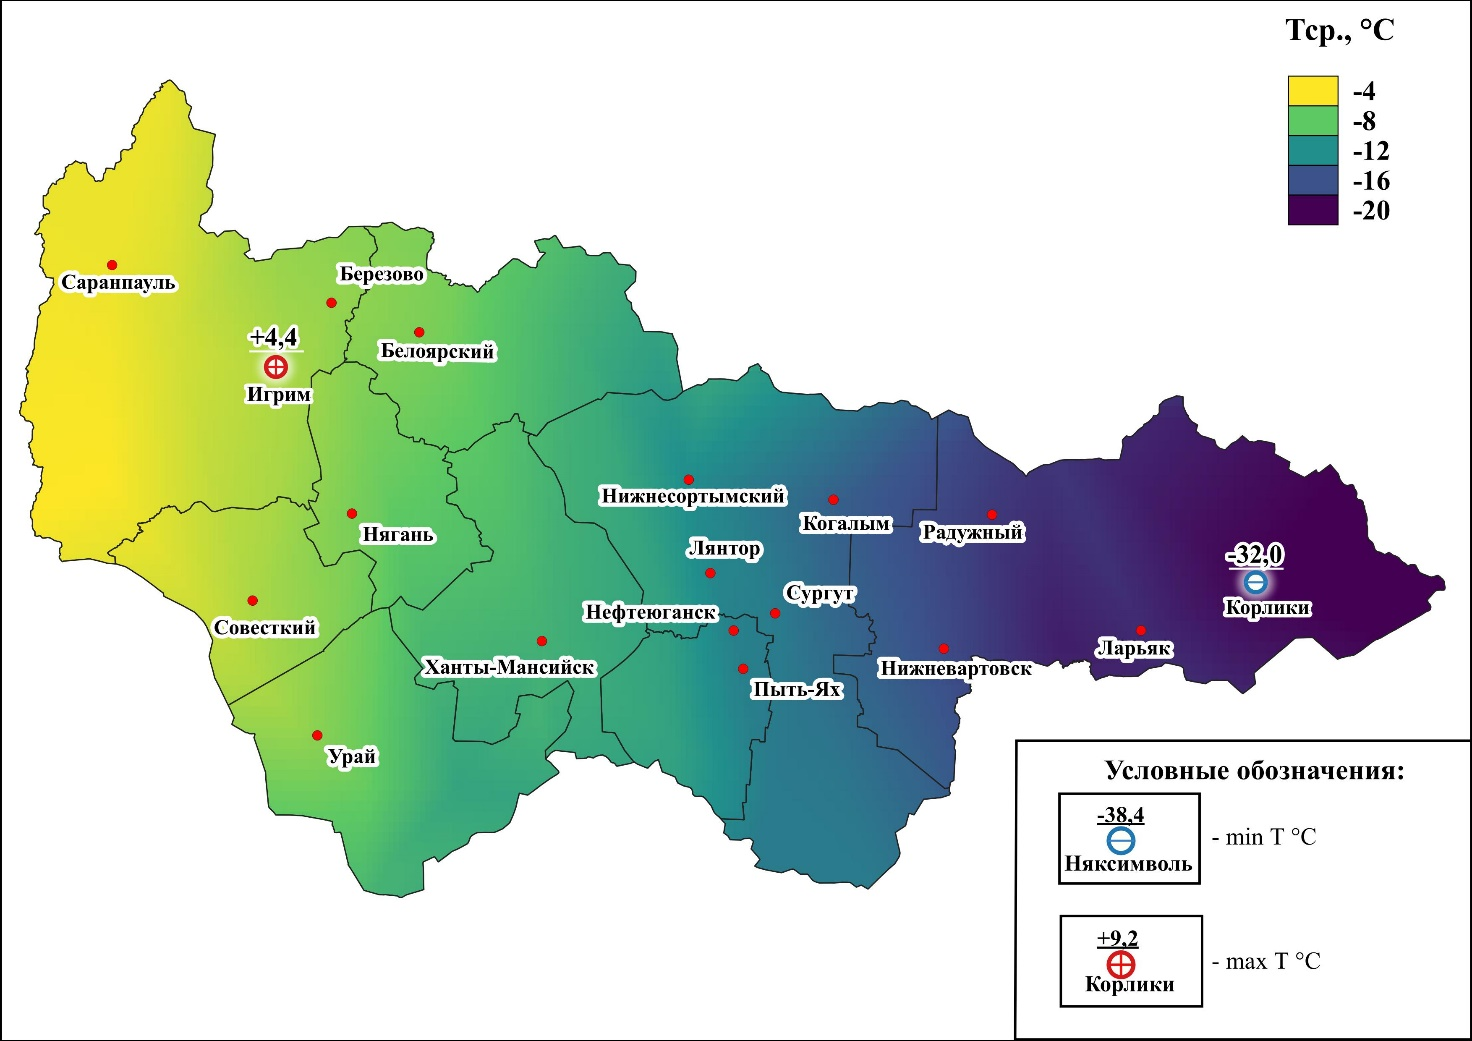 Тср., °C
-4
-8
-12
-16
-20
Саранпауль
Березово
+4,4
Игрим
Белоярский
Нижнесортымский
Когалым
Радужный
Нягань
Лянтор
-32,0
Корлики
Сургут
Нефтеюганск
Совесткий
Ханты-Мансийск
Нижневартовск
Ларьяк
Пыть-Ях
Урай
Условные обозначения:
-38,4
Няксимволь
- min T °C
+9,2
Корлики
- max T °C